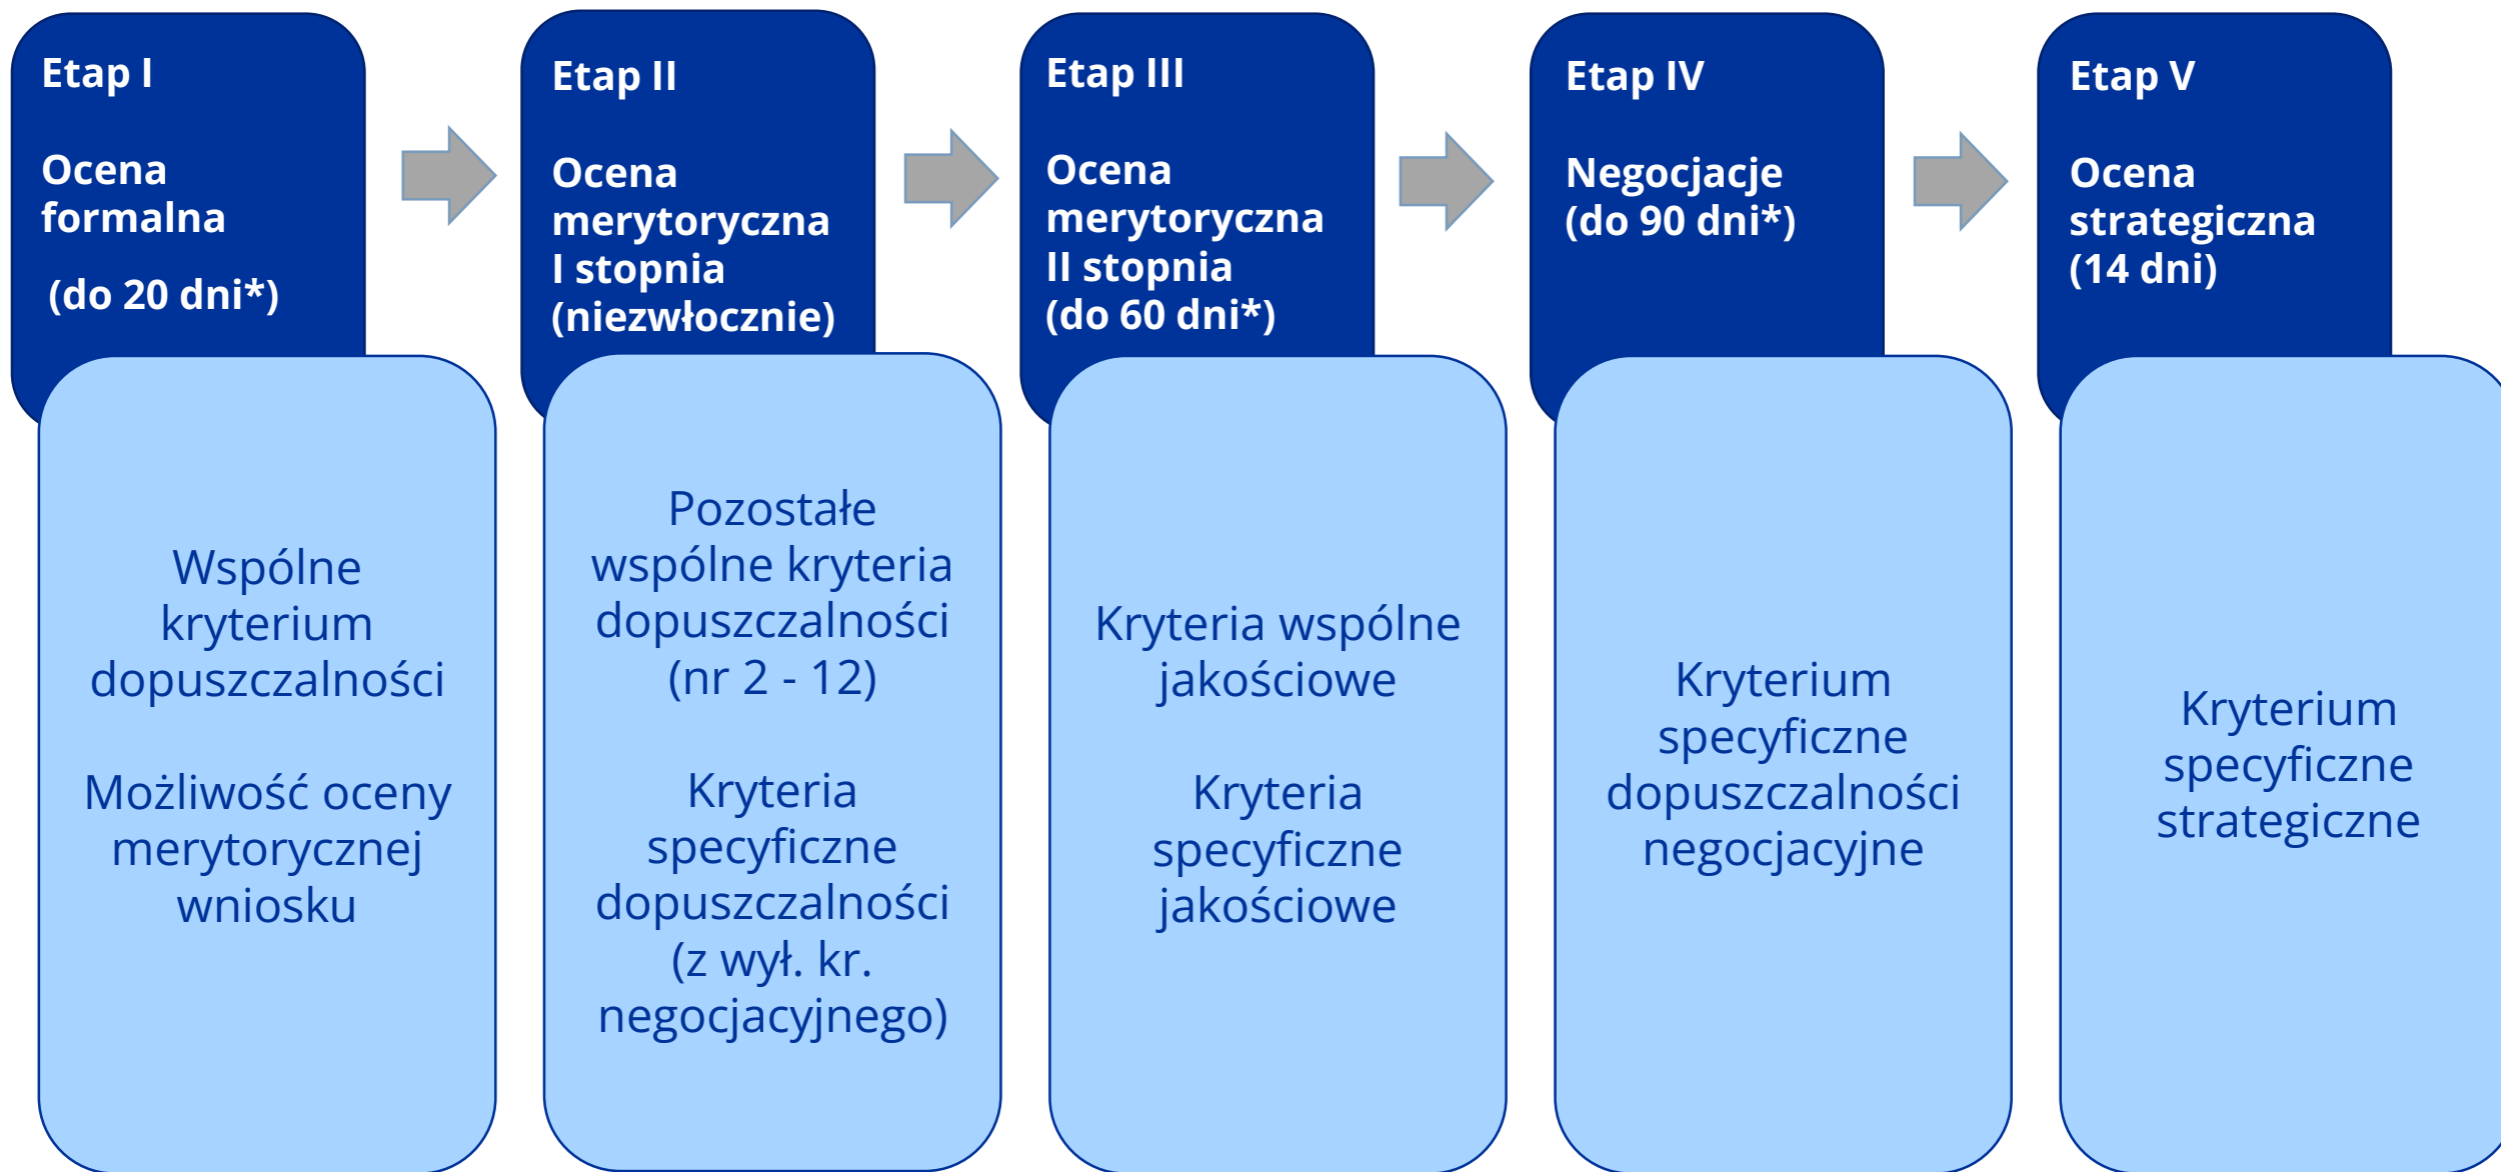 Etap I
Ocena
formalna
(do 20 dni*)
Wspólne
kryterium
dopuszczalności
Możliwość oceny
merytorycznej
wniosku
Etap II
Ocena
merytoryczna
I stopnia
(niezwłocznie)
Pozostałe
wspólne kryteria
dopuszczalności
(nr 2 - 12)
Kryteria
specyficzne
dopuszczalności
(z wył. kr.
negocjacyjnego)
Etap III
Ocena
merytoryczna
II stopnia
(do 60 dni*)
Kryteria wspólne
jakościowe
Kryteria
specyficzne
jakościowe
Etap IV
Negocjacje
(do 90 dni*)
Kryterium
specyficzne
dopuszczalności
negocjacyjne
Etap V
Ocena
strategiczna
(14 dni)
Kryterium
specyficzne
strategiczne